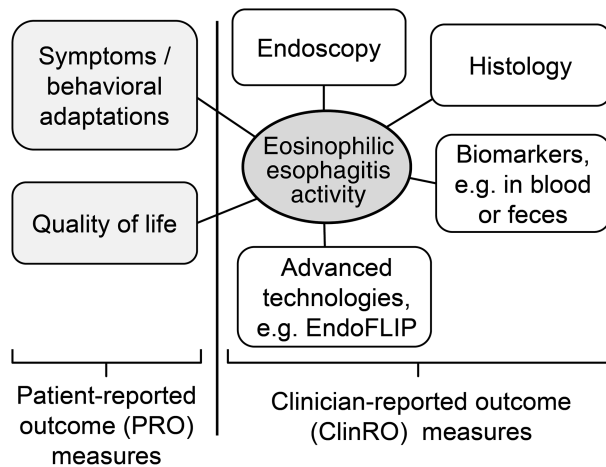 Symptoms /
behavioral
adaptations
Quality of life
Endoscopy
Histology
Eosinophilic
esophagitis
activity
Biomarkers,
e.g. in blood
or feces
Advanced
technologies,
e.g. EndoFLIP
Patient-reported
outcome (PRO)
measures
Clinician-reported outcome
(ClinRO) measures